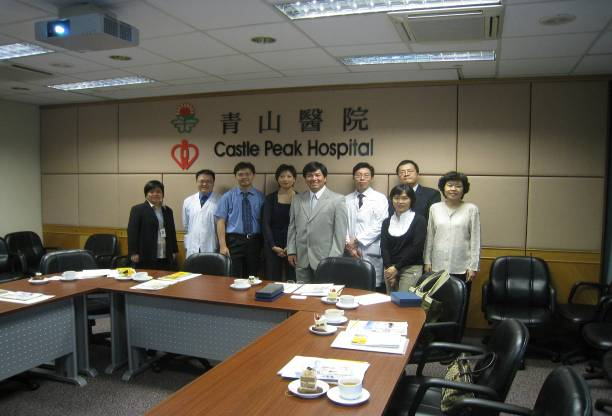 青山醫院
Castle Peak Hospital